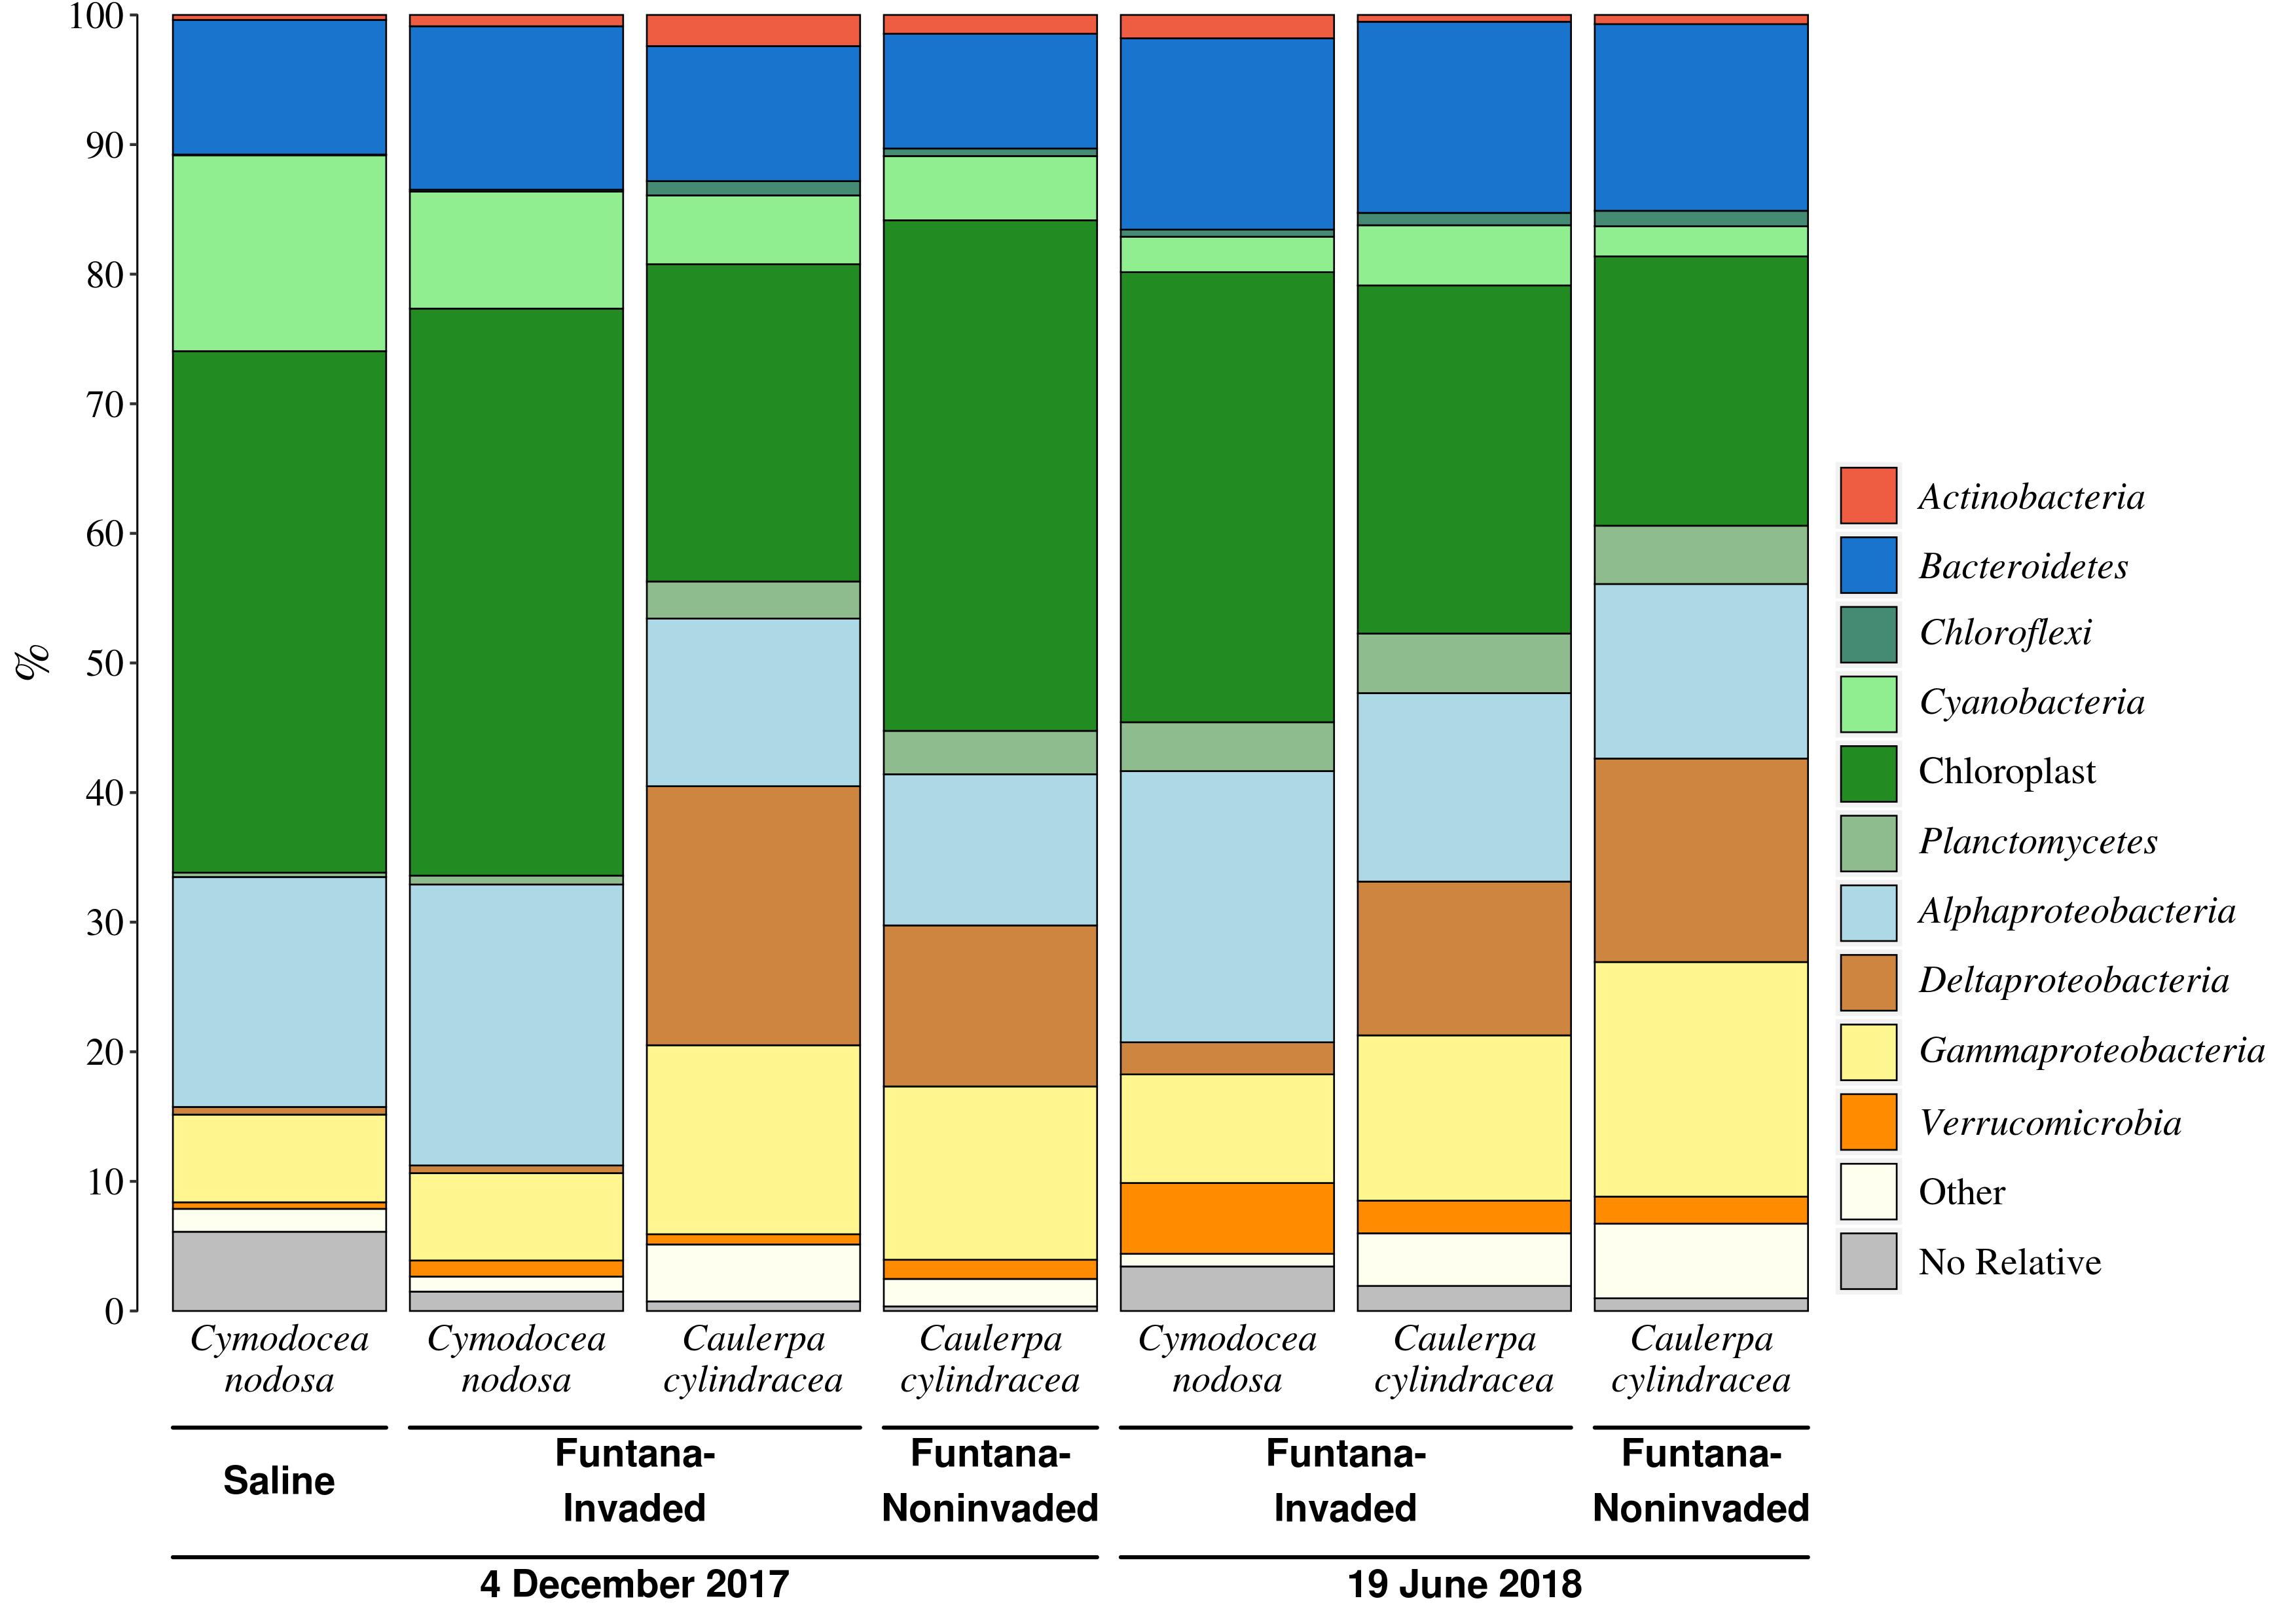 100
90
80
70
60
50
40
30
20
10
0
%
Actinobacteria
Bacteroidetes
Chloroflexi
Cyanobacteria
Chloroplast
Planctomycetes
Alphaproteobacteria
Deltaproteobacteria
Gammaproteobacteria
Verrucomicrobia
Other
No Relative
Cymodocea nodosa
Cymodocea nodosa
Caulerpa cylindracea
Caulerpa cylindracea
Cymodocea nodosa
Caulerpa cylindracea
Caulerpa cylindracea
Saline
Funtana-
Invaded
Funtana-
Noninvaded
Funtana-
Invaded
Funtana-
Noninvaded
4 December 2017
19 June 2018